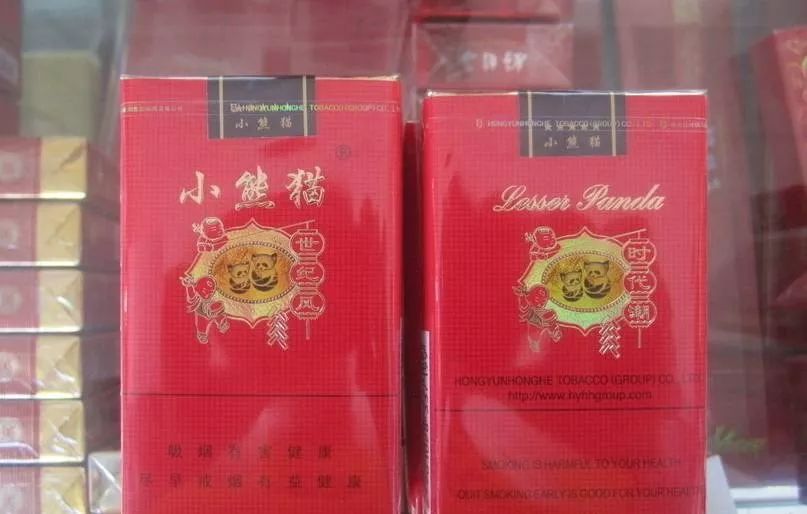 HONGYUNHONGHE TOBACCO (GROUP) CO.,
小熊猫
小熊猫
®
世纪风
吸烟有害健康
尽早戒烟有益健康
HONGYUNHONGHE TOBACCO (GROUP) CO., LTD
★★★★★
小熊猫
Lesser Panda
时代潮
HONGYUNHONGHE TOBACCO (GROUP) CO., LTD
http://www.hyhhgroup.com
SMOKING IS HARMFUL TO YOUR HEALTH
QUIT SMOKING EARLY IS GOOD FOR YOUR HEALTH